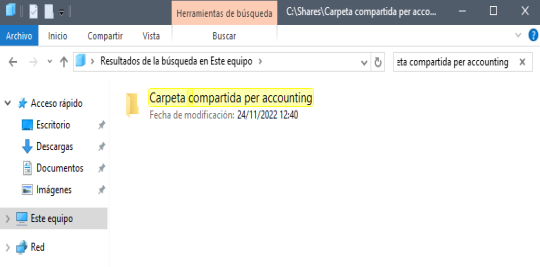 Herramientas de búsqueda
C:\Shares\Carpeta compartida per acco...
Archivo Inicio Compartir Vista Buscar
Resultados de la búsqueda en Este equipo
eta compartida per accounting
Acceso rápido
Escritorio
Descargas
Documentos
Imágenes
Este equipo
Red
Carpeta compartida per accounting
Fecha de modificación: 24/11/2022 12:40